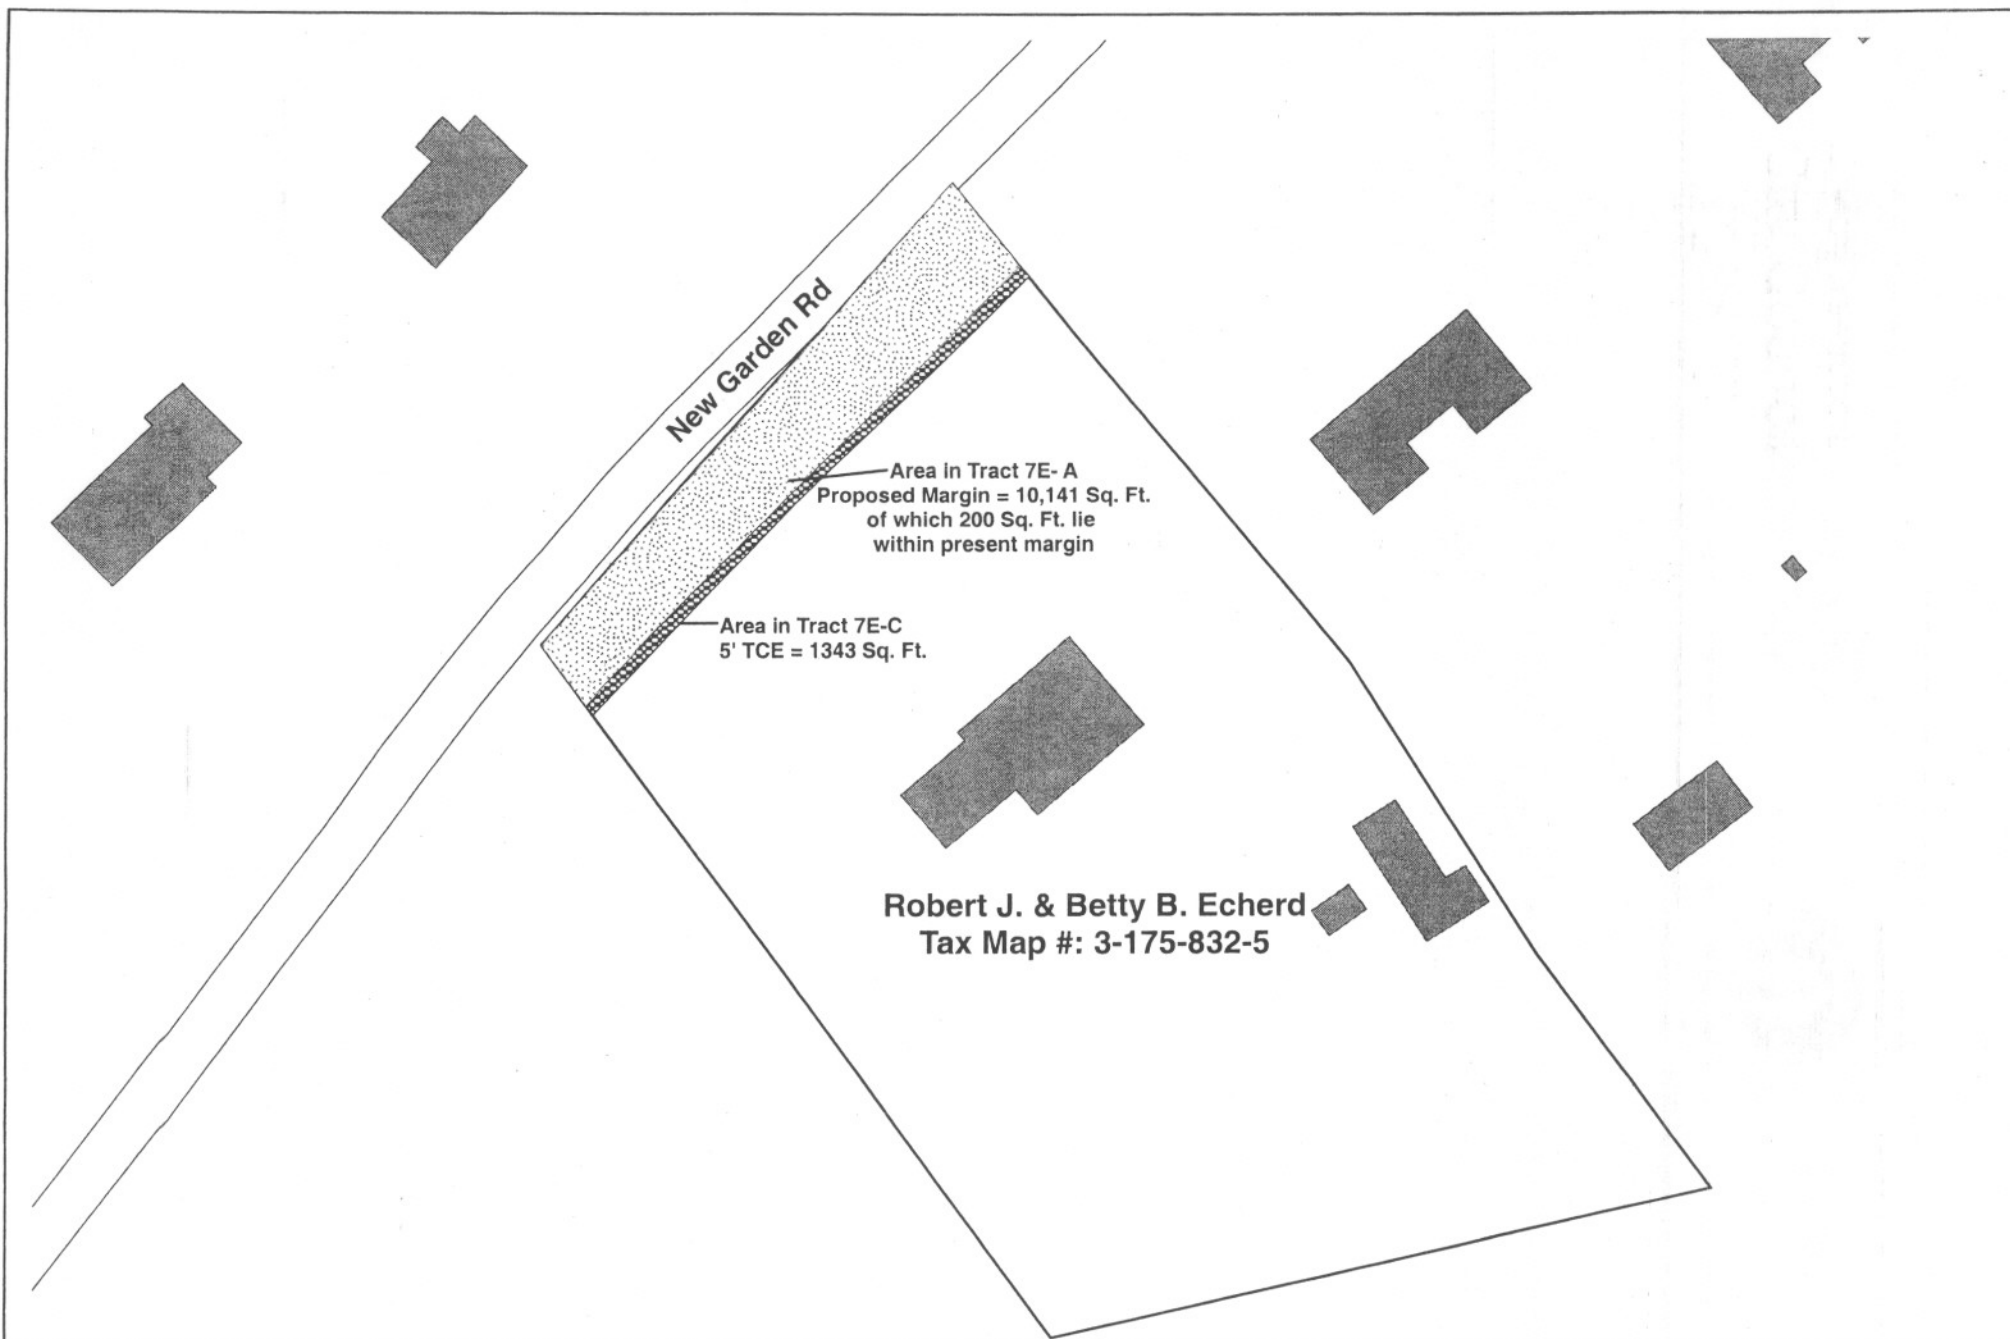 New Garden Rd
Area in Tract 7E- A
Proposed Margin = 10,141 Sq. Ft.
of which 200 Sq. Ft. lie
within present margin
Area in Tract 7E-C
5' TCE = 1343 Sq. Ft.
Robert J. & Betty B. Echerd
Tax Map #: 3-175-832-5